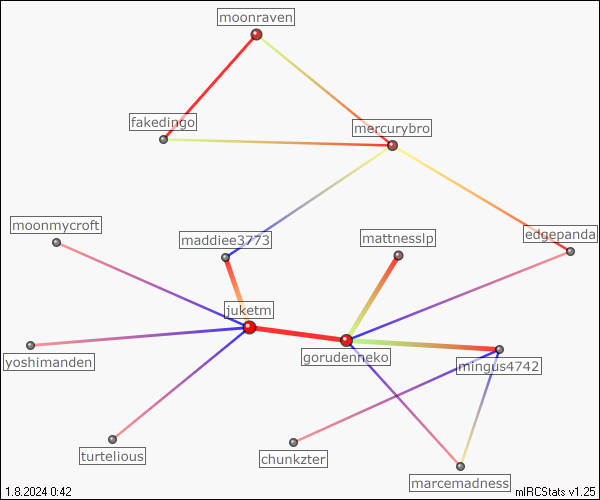 moonraven
fakedingo
mercurybro
moonmycroft
maddiee3773
mattnesslp
edgepanda
juketm
gorudenneko
yoshimanden
mingus4742
turtelious
chunkzter
marcemadness
1.8.2024 0:42
mIRCStats v1.25